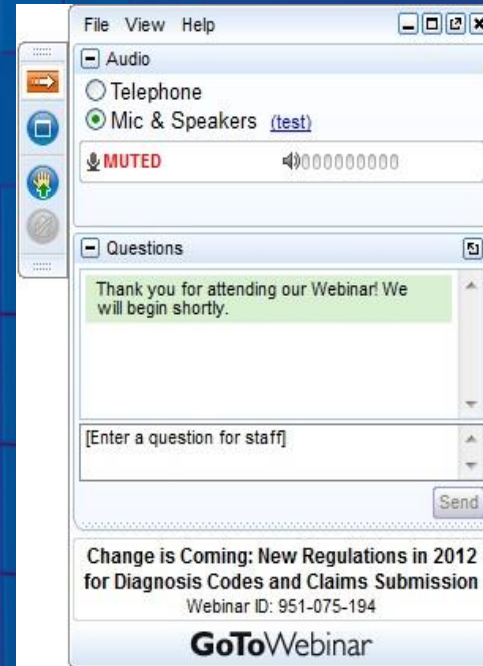 File View Help
Audio
Telephone
Mic & Speakers (test)
MUTED
Questions
Thank you for attending our Webinar! We
will begin shortly.
[Enter a question for staff]
Send
Change is Coming: New Regulations in 2012
for Diagnosis Codes and Claims Submission
Webinar ID: 951-075-194
GoToWebinar